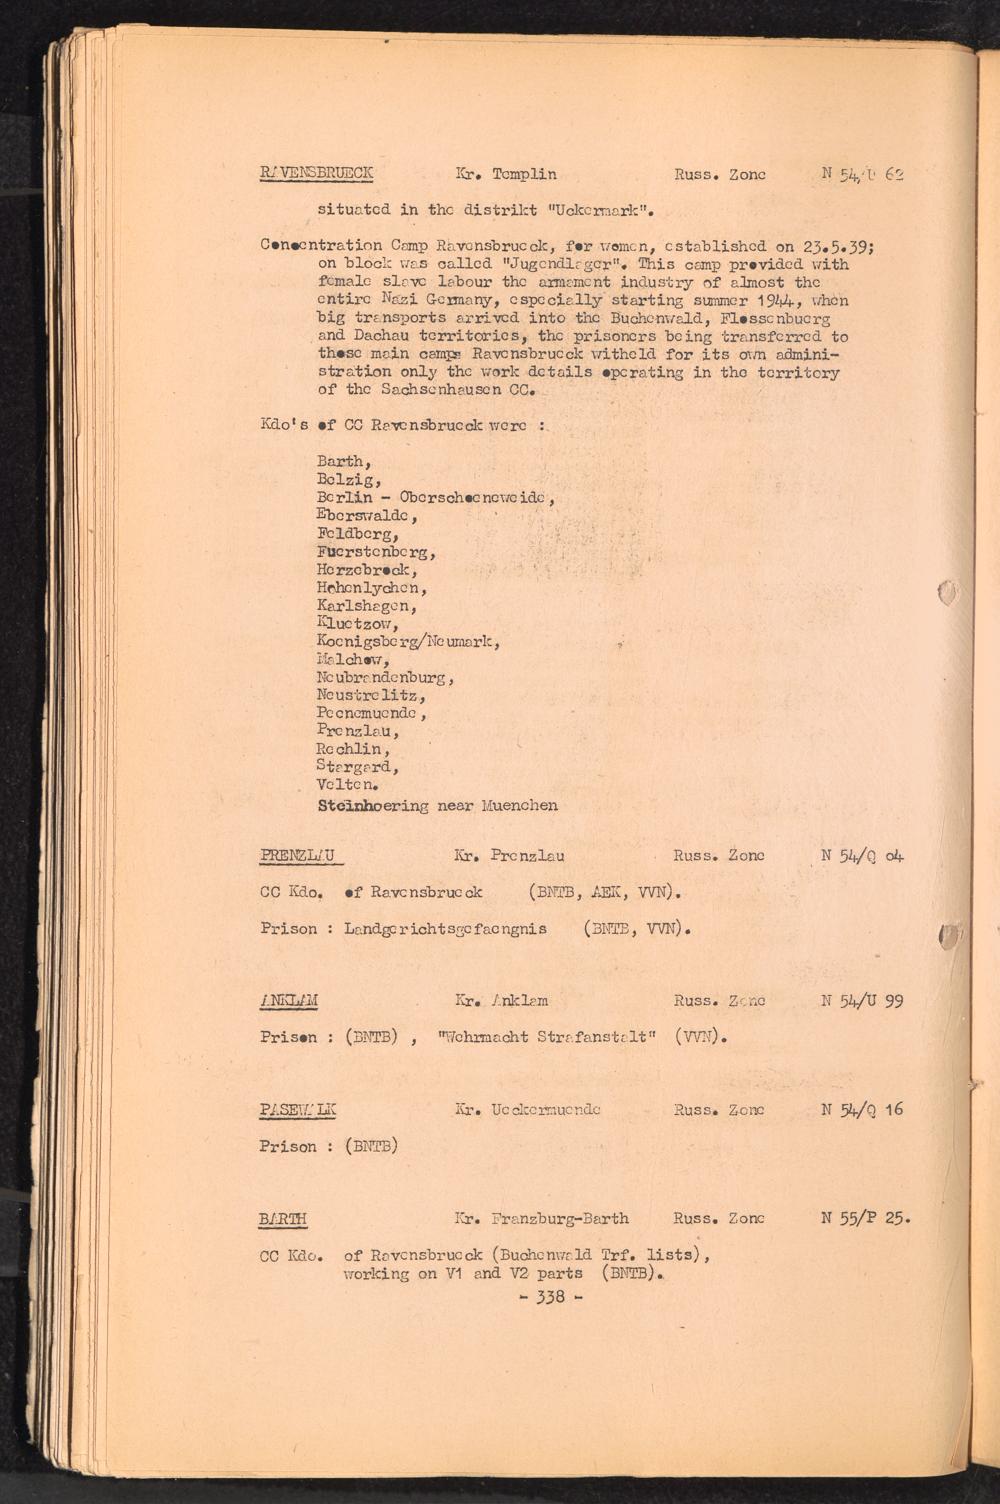 RAVENSBRUECK Kr. Templin Russ. Zone N 54/U 62
situated in the distrikt "Uckermark".
Concentration Camp Ravensbrueck, for women, established on 23.5.39;
on block was called "Jugendlager". This camp provided with
female slave labour the armament industry of almost the
entire Nazi Germany, especially starting summer 1944, when
big transports arrived into the Buchenwald, Flossenbuerg
and Dachau territories, the prisoners being transferred to
these main camps Ravensbrueck witheld for its own admini-
stration only the work details operating in the territory
of the Sachsenhausen CC.
Kdo's of CC Ravensbrueck were :
Barth,
Belzig,
Berlin - Oberschoeneweide,
Eberswalde,
Feldberg,
Fuerstenberg,
Herzebrock,
Hohenlychen,
Karlshagen,
Kluetzow,
Koenigsberg/Neumark,
Malchow,
Neubrandenburg,
Neustrelitz,
Peenemuende,
Prenzlau,
Rechlin,
Stargard,
Velten.
Steinhoering near Muenchen
PRENZLAU Kr. Prenzlau Russ. Zone N 54/Q 04
CC Kdo. of Ravensbrueck (BNTB, AEK, VVN).
Prison : Landgerichtsgefaengnis (BNTB, VVN).
ANKLAM Kr. Anklam Russ. Zone N 54/U 99
Prison : (BNTB) , "Wehrmacht Strafanstalt" (VVN).
PASEWALK Kr. Ueckermuende Russ. Zone N 54/Q 16
Prison : (BNTB)
BARTH Kr. Franzburg-Barth Russ. Zone N 55/P 25.
CC Kdo. of Ravensbrueck (Buchenwald Trf. lists),
working on V1 and V2 parts (BNTB).
- 338 -